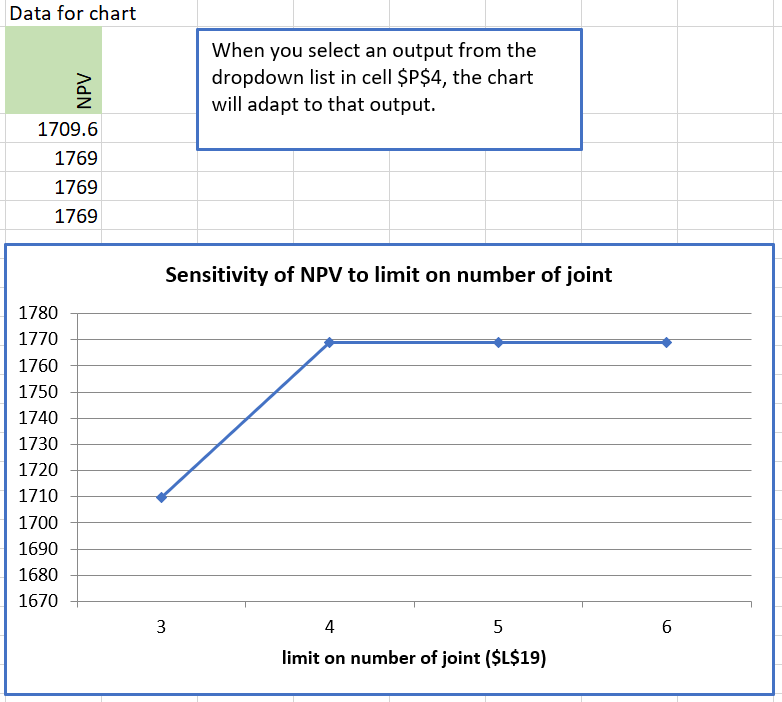 Data for chart
NPV
When you select an output from the
dropdown list in cell $P$4, the chart
will adapt to that output.
1709.6
1769
1769
1769
Sensitivity of NPV to limit on number of joint
1780
1770
1760
1750
1740
1730
1720
1710
1700
1690
1680
1670
3 4 5 6
limit on number of joint ($L$19)